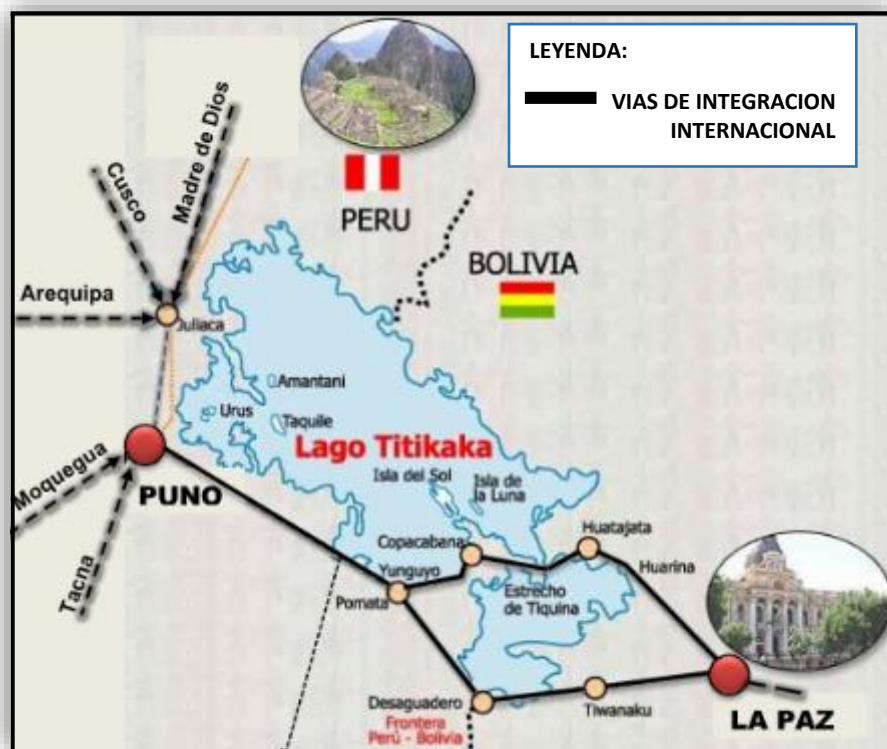 LEYENDA:
VIAS DE INTEGRACION
INTERNACIONAL
Cusco
Madre de Dios
PERU
BOLIVIA
Arequipa
Juliaca
Amantani
Urus
Taquile
Lago Titikaka
Isla del Sol
Isla de
la Luna
Moquegua
PUNO
Tacna
Copacabana
Huatajata
Yunguyo
Huarina
Estrecho
de Tiquina
Pomata
Desaguadero
Frontera
Perú - Bolivia
Tiwanaku
LA PAZ